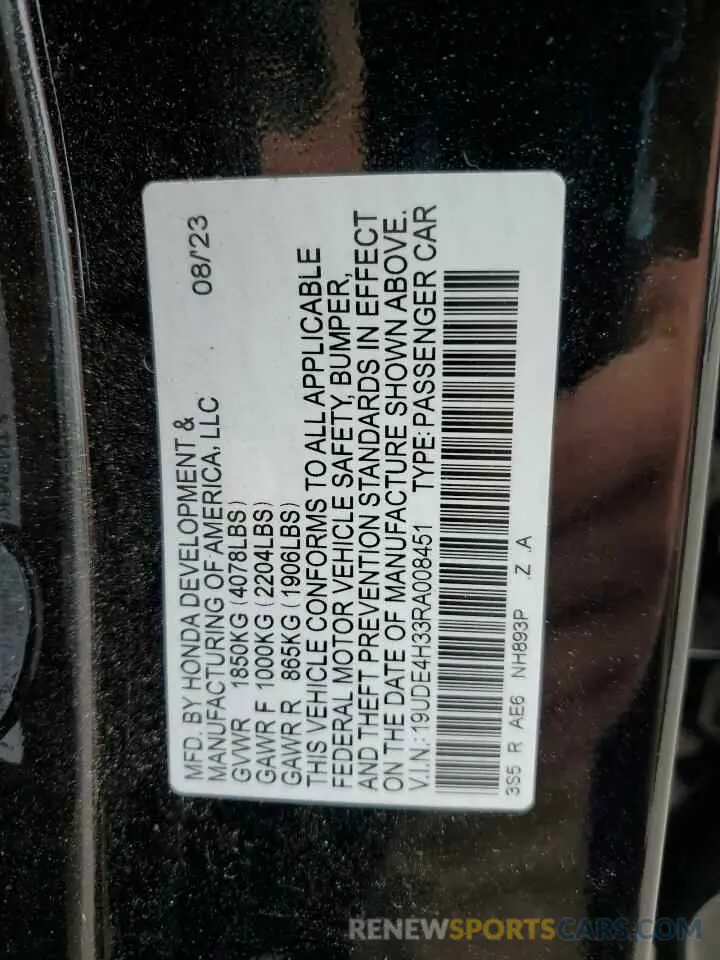 MFD. BY HONDA DEVELOPMENT &
MANUFACTURING OF AMERICA, LLC 08/'23
GVWR 1850KG (4078LBS)
GAWR F 1000KG (2204LBS)
GAWR R 865KG (1906LBS)
THIS VEHICLE CONFORMS TO ALL APPLICABLE
FEDERAL MOTOR VEHICLE SAFETY, BUMPER,
AND THEFT PREVENTION STANDARDS IN EFFECT
ON THE DATE OF MANUFACTURE SHOWN ABOVE.
V.I.N.: 19UDE4H33RA008451 TYPE: PASSENGER CAR
3S5 R AE6 NH893P Z .A
RENEWSPORTSCARS.COM